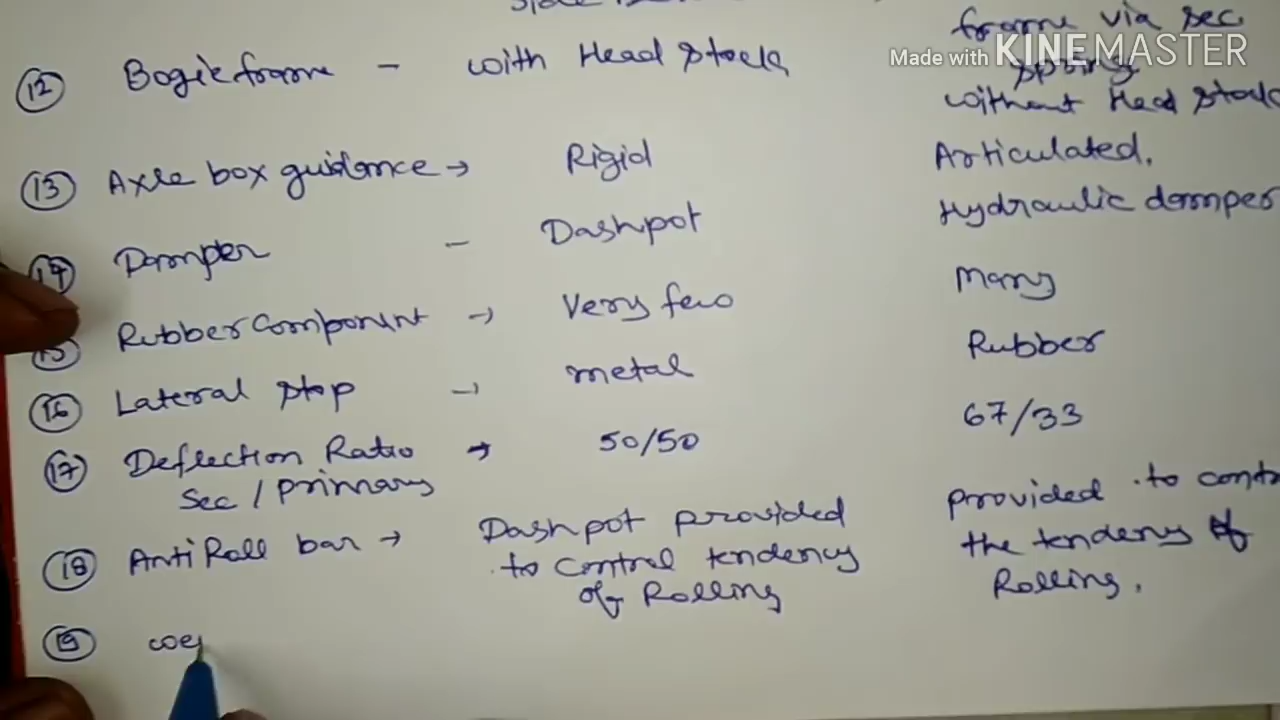 frame via sec
spring
Made with KINEMASTER
12 Bogie frame - with Head stock without Head stock
13 Axle box guidance → Rigid Articulated.
14 Damper - Dashpot Hydraulic damper
15 Rubber Component → Very few Many
16 Lateral stop → metal Rubber
17 Deflection Ratio → 50/50 67/33
Sec / primary
18 Anti Roll bar → Dashpot provided provided to contr
to control tendency the tendency of
of Rolling Rolling.
19